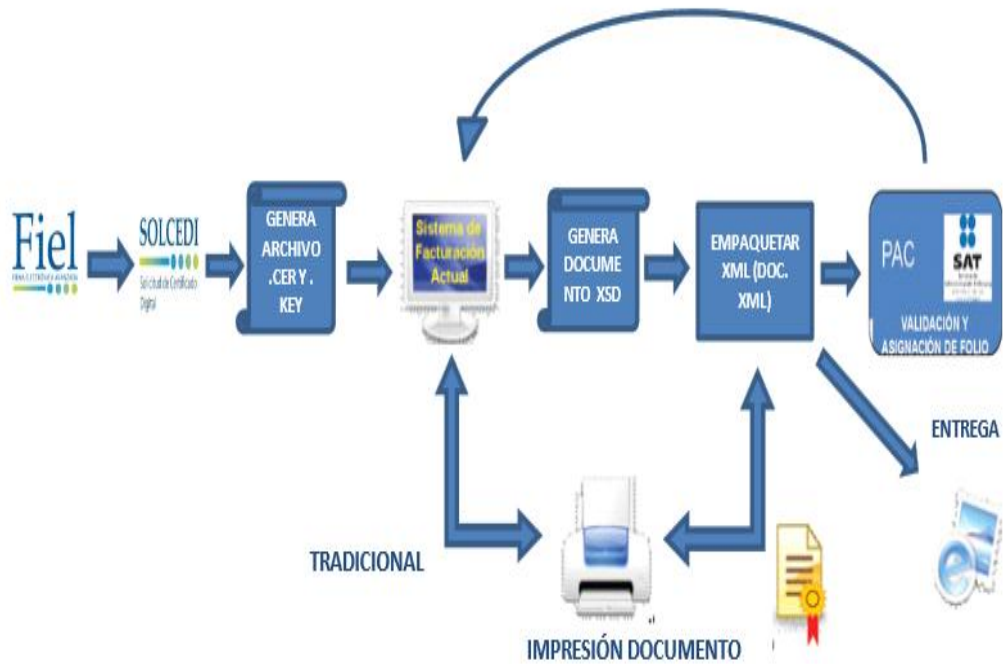 Fiel
SOLCEDI
Solicitud de Certificado
Digital
GENERA
ARCHIVO
.CER Y .
KEY
Sistema de
Facturación
Actual
GENERA
DOCUME
NTO XSD
EMPAQUETAR
XML (DOC.
XML)
PAC
SAT
VALIDACIÓN Y
ASIGNACIÓN DE FOLIO
ENTREGA
TRADICIONAL
IMPRESIÓN DOCUMENTO